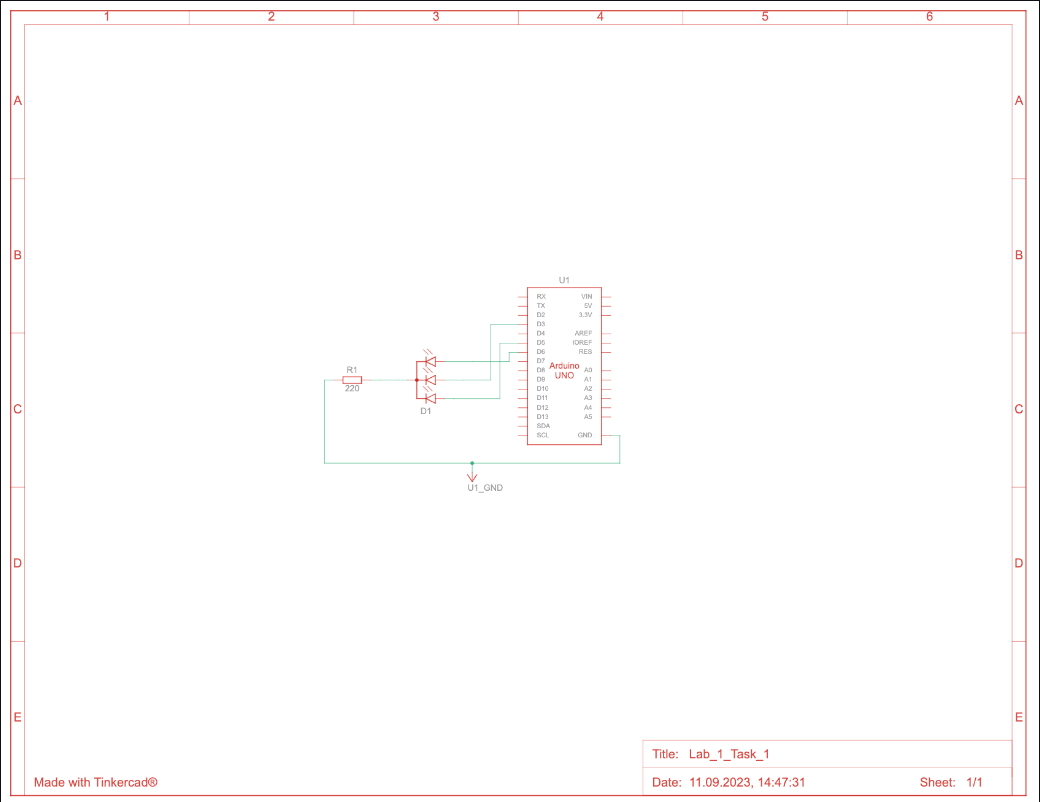 1 2 3 4 5 6
A A
B B
C C
D D
E E
U1
RX VIN
TX 5V
D2 3.3V
D3
D4 AREF
D5 IOREF
D6 RES
D7
Arduino
UNO
D8 A0
D9 A1
D10 A2
D11 A3
D12 A4
D13 A5
SDA
SCL GND
R1
220
D1
U1_GND
Title: Lab_1_Task_1
Made with Tinkercad®
Date: 11.09.2023, 14:47:31 Sheet: 1/1